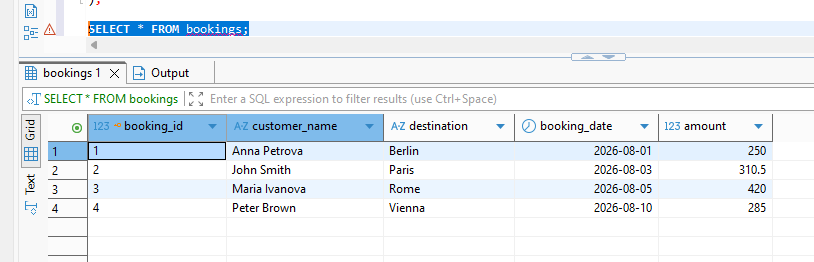 );
SELECT * FROM bookings;
bookings 1 Output
SELECT * FROM bookings Enter a SQL expression to filter results (use Ctrl+Space)
Grid
Text
123 booking_id A-Z customer_name A-Z destination booking_date 123 amount
1 1 Anna Petrova Berlin 2026-08-01 250
2 2 John Smith Paris 2026-08-03 310.5
3 3 Maria Ivanova Rome 2026-08-05 420
4 4 Peter Brown Vienna 2026-08-10 285